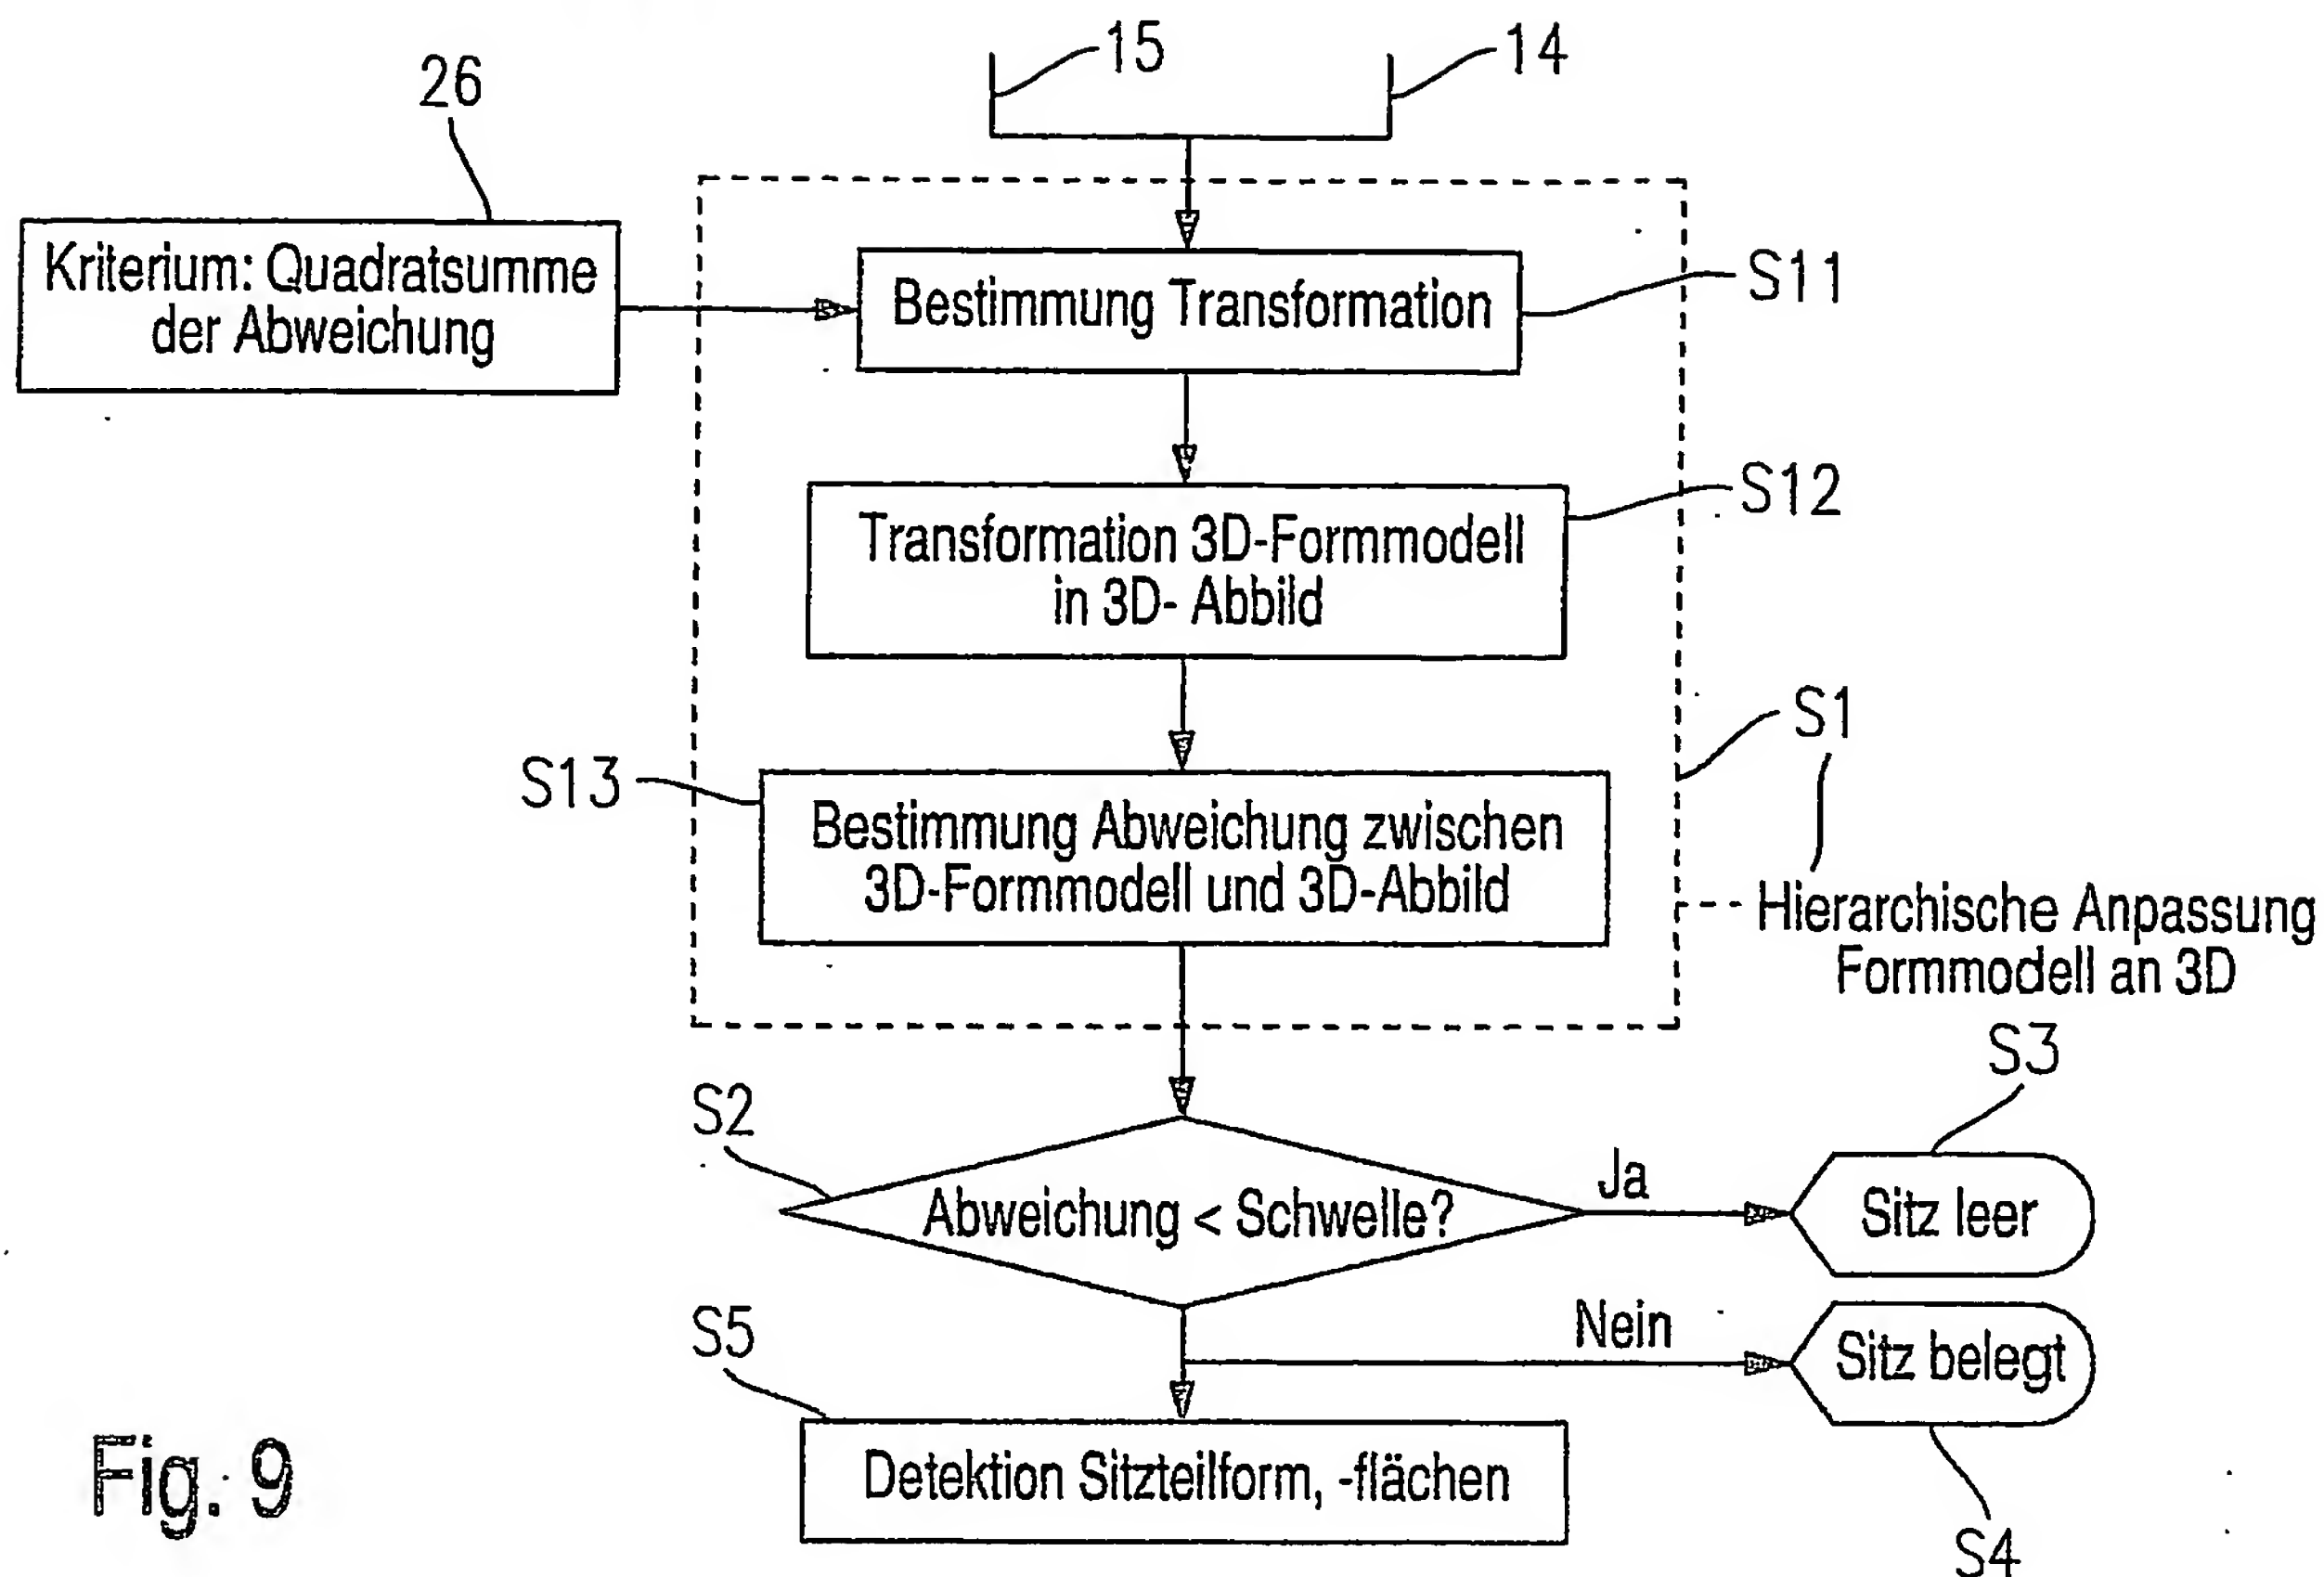 15
14
26
Kriterium: Quadratsumme
der Abweichung
Bestimmung Transformation
S11
Transformation 3D-Formmodell
in 3D- Abbild
S12
S1
S13
Bestimmung Abweichung zwischen
3D-Formmodell und 3D-Abbild
Hierarchische Anpassung
Formmodell an 3D
S3
S2
Abweichung < Schwelle?
Ja
Sitz leer
S5
Nein
Sitz belegt
Detektion Sitzteilform, -flächen
S4
Fig. 9